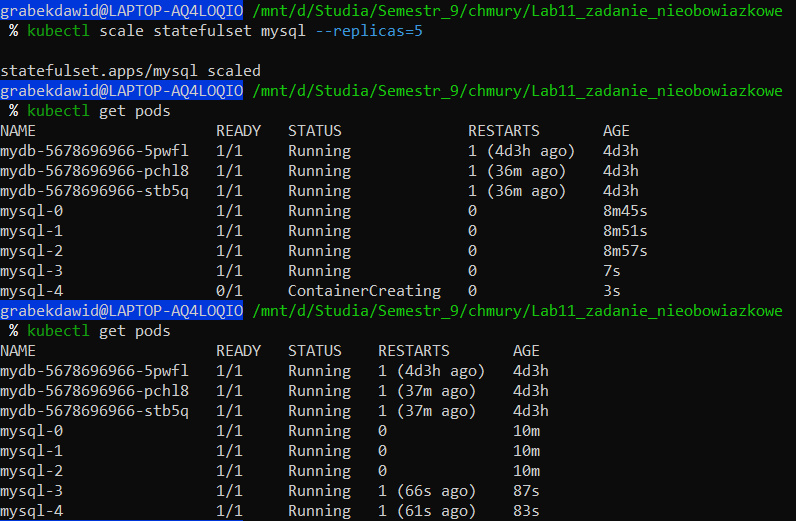 grabekdawid@LAPTOP-AQ4LOQIO /mnt/d/Studia/Semestr_9/chmury/Lab11_zadanie_nieobowiazkowe
% kubectl scale statefulset mysql --replicas=5
statefulset.apps/mysql scaled
grabekdawid@LAPTOP-AQ4LOQIO /mnt/d/Studia/Semestr_9/chmury/Lab11_zadanie_nieobowiazkowe
% kubectl get pods
NAME READY STATUS RESTARTS AGE
mydb-5678696966-5pwfl 1/1 Running 1 (4d3h ago) 4d3h
mydb-5678696966-pchl8 1/1 Running 1 (36m ago) 4d3h
mydb-5678696966-stb5q 1/1 Running 1 (36m ago) 4d3h
mysql-0 1/1 Running 0 8m45s
mysql-1 1/1 Running 0 8m51s
mysql-2 1/1 Running 0 8m57s
mysql-3 1/1 Running 0 7s
mysql-4 0/1 ContainerCreating 0 3s
grabekdawid@LAPTOP-AQ4LOQIO /mnt/d/Studia/Semestr_9/chmury/Lab11_zadanie_nieobowiazkowe
% kubectl get pods
NAME READY STATUS RESTARTS AGE
mydb-5678696966-5pwfl 1/1 Running 1 (4d3h ago) 4d3h
mydb-5678696966-pchl8 1/1 Running 1 (37m ago) 4d3h
mydb-5678696966-stb5q 1/1 Running 1 (37m ago) 4d3h
mysql-0 1/1 Running 0 10m
mysql-1 1/1 Running 0 10m
mysql-2 1/1 Running 0 10m
mysql-3 1/1 Running 1 (66s ago) 87s
mysql-4 1/1 Running 1 (61s ago) 83s